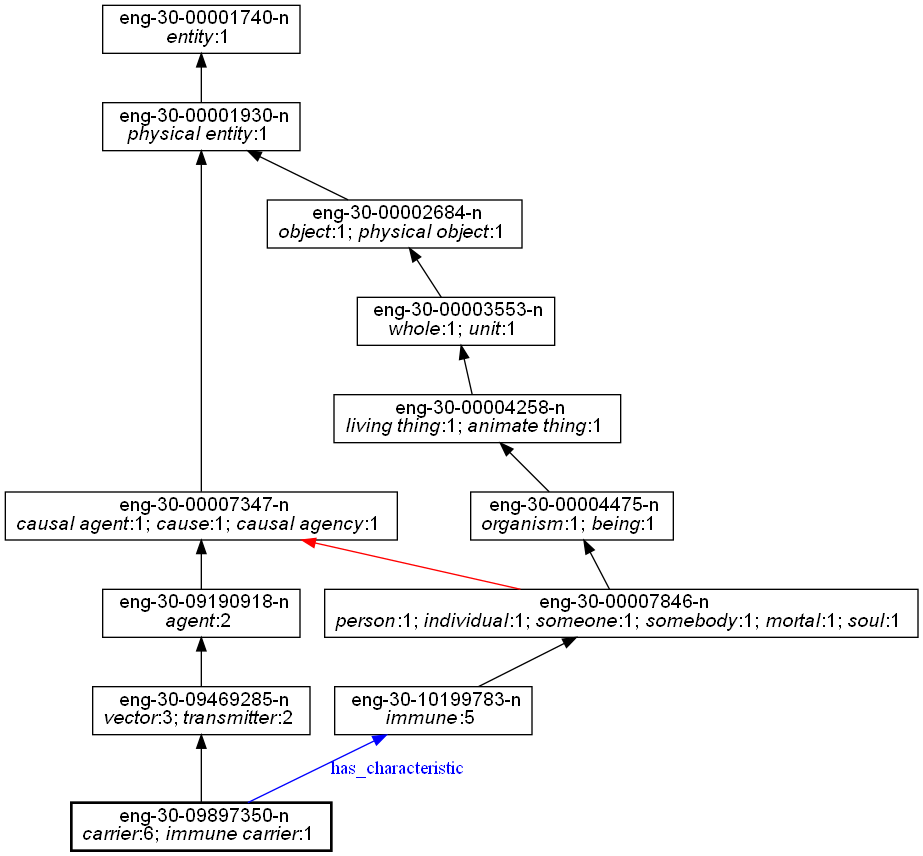 eng-30-00001740-n
entity:1
eng-30-00001930-n
physical entity:1
eng-30-00002684-n
object:1; physical object:1
eng-30-00003553-n
whole:1; unit:1
eng-30-00004258-n
living thing:1; animate thing:1
eng-30-00007347-n
causal agent:1; cause:1; causal agency:1
eng-30-00004475-n
organism:1; being:1
eng-30-09190918-n
agent:2
eng-30-00007846-n
person:1; individual:1; someone:1; somebody:1; mortal:1; soul:1
eng-30-09469285-n
vector:3; transmitter:2
eng-30-10199783-n
immune:5
has_characteristic
eng-30-09897350-n
carrier:6; immune carrier:1